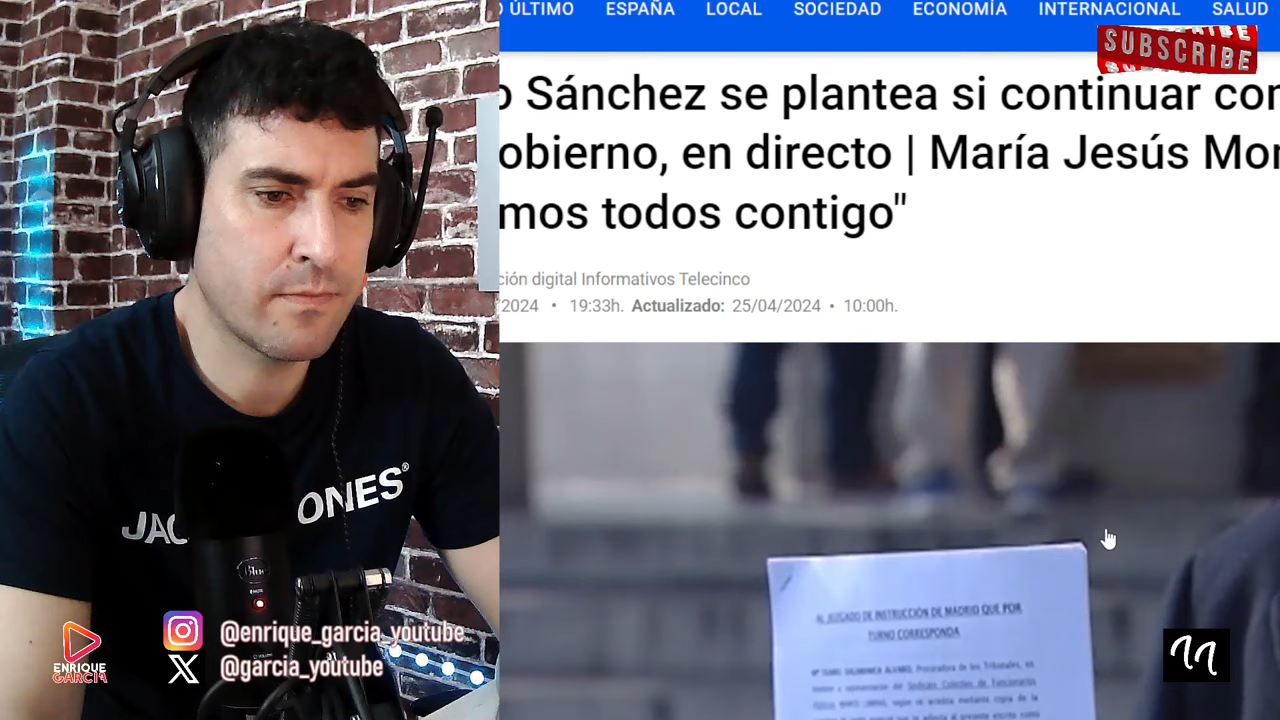 O ÚLTIMO ESPAÑA LOCAL SOCIEDAD ECONOMÍA INTERNACIONAL SALUD
SUBSCRIBE
o Sánchez se plantea si continuar con
obierno, en directo | María Jesús Mon
mos todos contigo"
ción digital Informativos Telecinco
2024 • 19:33h. Actualizado: 25/04/2024 • 10:00h.
JAC ONES®
Blue
AL JUZGADO DE INSTRUCCIÓN DE MADRID QUE POR
TURNO CORRESPONDA
@enrique_garcia_youtube
@garcia_youtube
ENRIQUE
GARCIA